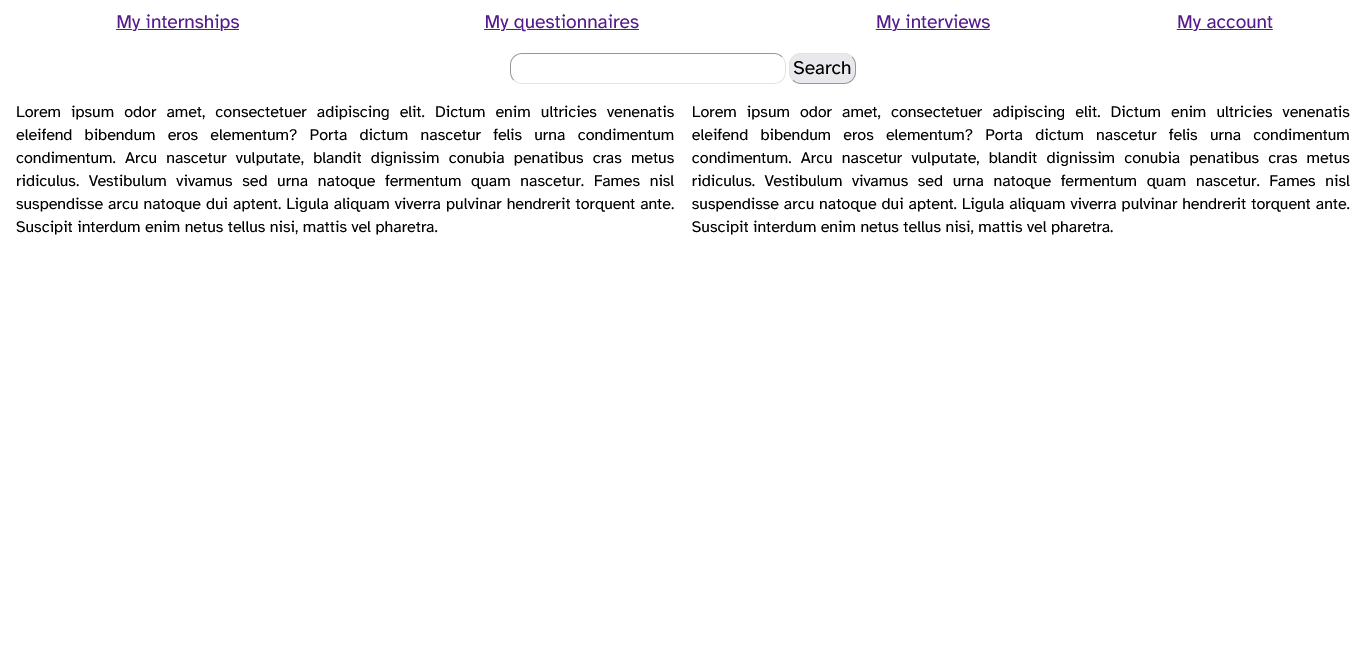 My internships My questionnaires My interviews My account
Search
Lorem ipsum odor amet, consectetuer adipiscing elit. Dictum enim ultricies venenatis
eleifend bibendum eros elementum? Porta dictum nascetur felis urna condimentum
condimentum. Arcu nascetur vulputate, blandit dignissim conubia penatibus cras metus
ridiculus. Vestibulum vivamus sed urna natoque fermentum quam nascetur. Fames nisl
suspendisse arcu natoque dui aptent. Ligula aliquam viverra pulvinar hendrerit torquent ante.
Suscipit interdum enim netus tellus nisi, mattis vel pharetra.
Lorem ipsum odor amet, consectetuer adipiscing elit. Dictum enim ultricies venenatis
eleifend bibendum eros elementum? Porta dictum nascetur felis urna condimentum
condimentum. Arcu nascetur vulputate, blandit dignissim conubia penatibus cras metus
ridiculus. Vestibulum vivamus sed urna natoque fermentum quam nascetur. Fames nisl
suspendisse arcu natoque dui aptent. Ligula aliquam viverra pulvinar hendrerit torquent ante.
Suscipit interdum enim netus tellus nisi, mattis vel pharetra.